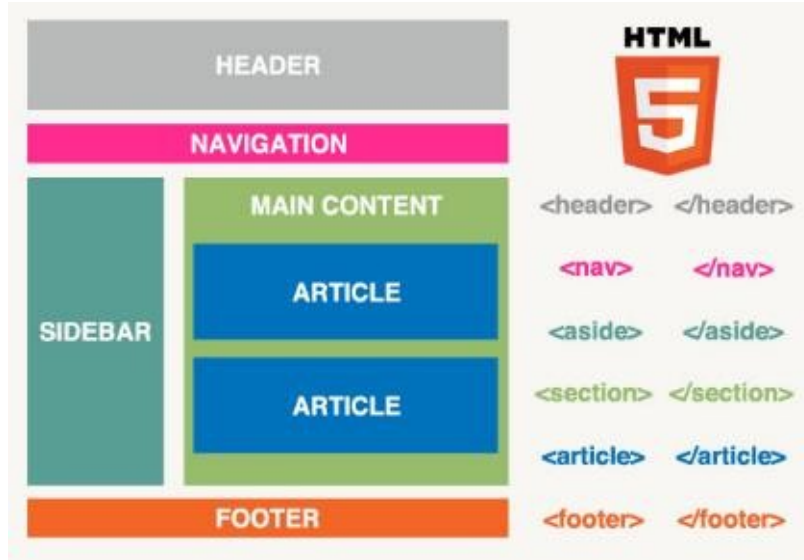 HEADER
NAVIGATION
SIDEBAR
MAIN CONTENT
ARTICLE
ARTICLE
FOOTER
HTML
5
<header> </header>
<nav> </nav>
<aside> </aside>
<section> </section>
<article> </article>
<footer> </footer>